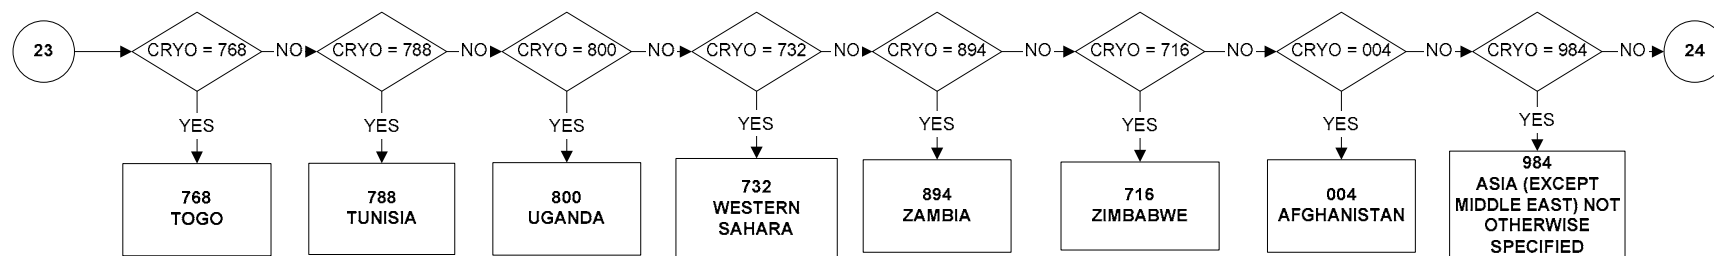 23
CRYO = 768
NO
CRYO = 788
NO
CRYO = 800
NO
CRYO = 732
NO
CRYO = 894
NO
CRYO = 716
NO
CRYO = 004
NO
CRYO = 984
NO
24
YES
YES
YES
YES
YES
YES
YES
YES
768
TOGO
788
TUNISIA
800
UGANDA
732
WESTERN
SAHARA
894
ZAMBIA
716
ZIMBABWE
004
AFGHANISTAN
984
ASIA (EXCEPT
MIDDLE EAST) NOT
OTHERWISE
SPECIFIED